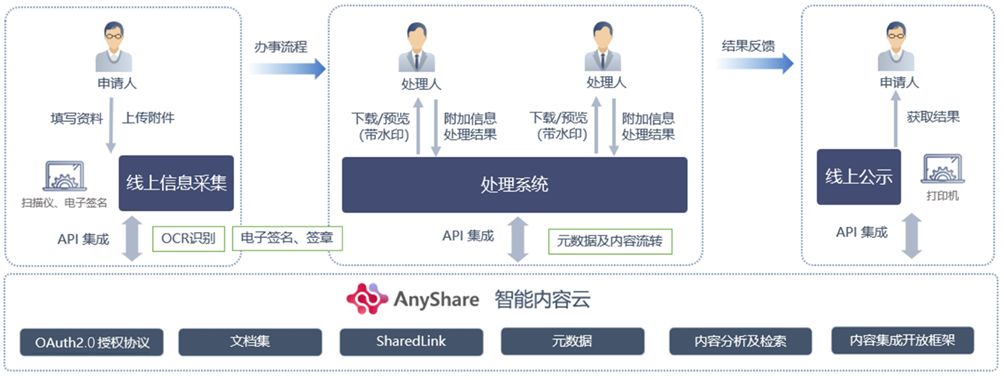 申请人
填写资料
上传附件
扫描仪、电子签名
线上信息采集
API 集成
OCR识别
电子签名、签章
办事流程
处理人
处理人
下载/预览
(带水印)
附加信息
处理结果
下载/预览
(带水印)
附加信息
处理结果
处理系统
API 集成
元数据及内容流转
结果反馈
申请人
获取结果
线上公示
打印机
API 集成
AnyShare 智能内容云
OAuth2.0 授权协议
文档集
SharedLink
元数据
内容分析及检索
内容集成开放框架